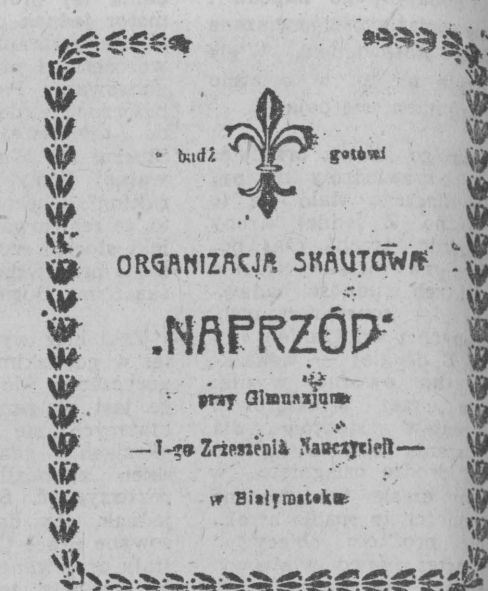 bądź gotów!
ORGANIZACJA SKAUTOWA
„NAPRZÓD”
przy Gimnazjum
— I-go Zrzeszenia Nauczycieli —
w Białymstoku